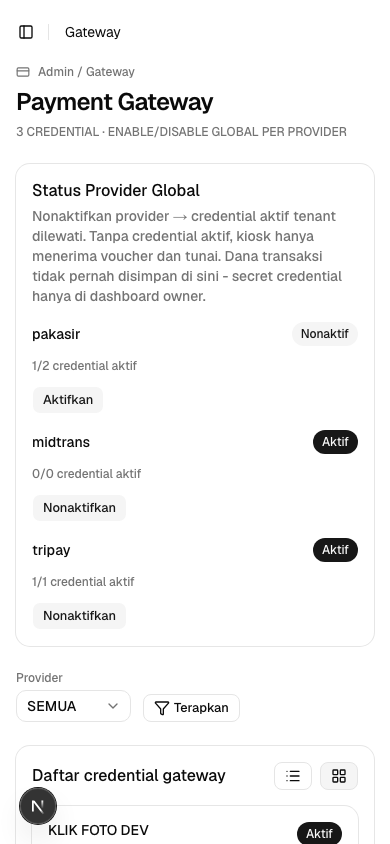 Gateway
Admin / Gateway
Payment Gateway
3 CREDENTIAL · ENABLE/DISABLE GLOBAL PER PROVIDER
Status Provider Global
Nonaktifkan provider → credential aktif tenant
dilewati. Tanpa credential aktif, kiosk hanya
menerima voucher dan tunai. Dana transaksi
tidak pernah disimpan di sini - secret credential
hanya di dashboard owner.
pakasir
Nonaktif
1/2 credential aktif
Aktifkan
midtrans
Aktif
0/0 credential aktif
Nonaktifkan
tripay
Aktif
1/1 credential aktif
Nonaktifkan
Provider
SEMUA
Terapkan
Daftar credential gateway
N
KLIK FOTO DEV
Aktif